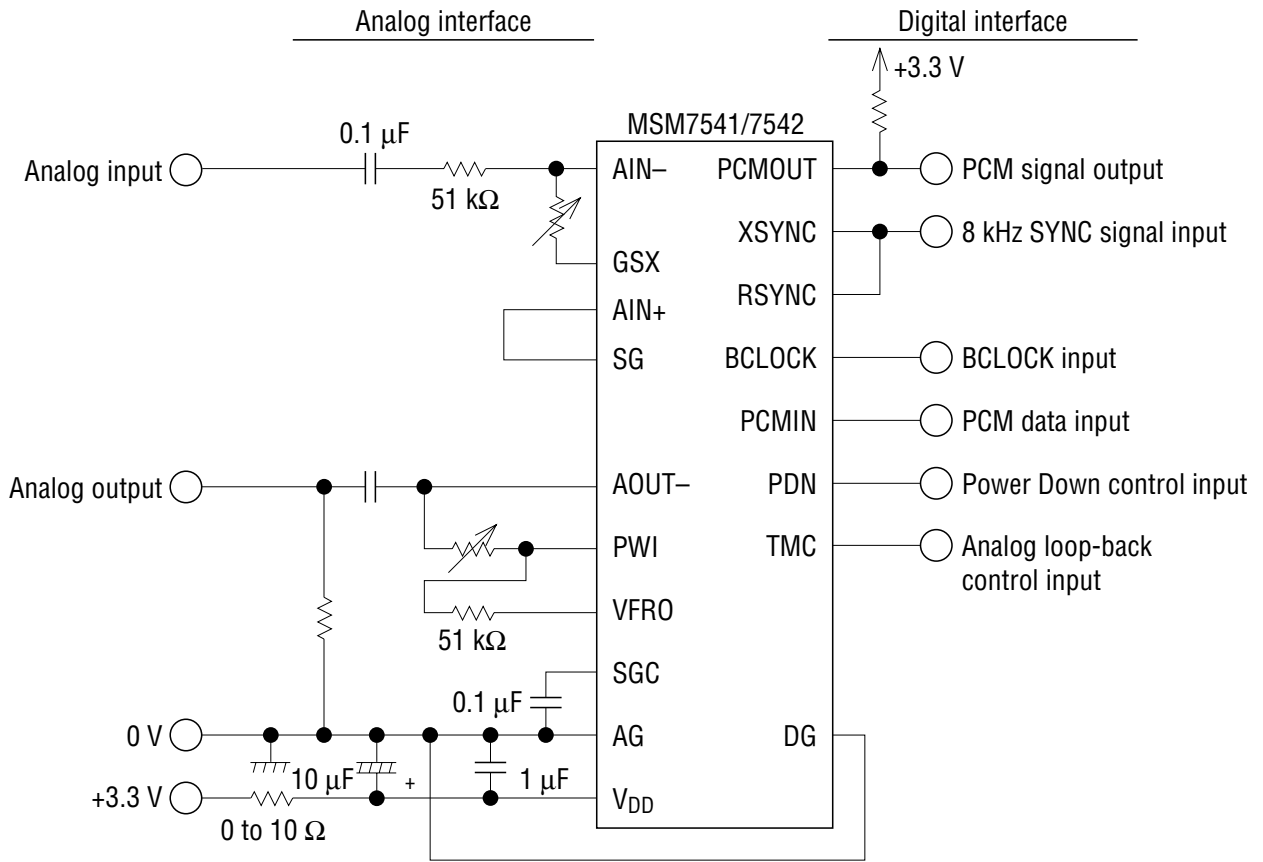 Analog interface
Digital interface
+3.3 V
MSM7541/7542
0.1 μF
Analog input
51 kΩ
AIN–
PCMOUT
PCM signal output
XSYNC
8 kHz SYNC signal input
GSX
RSYNC
AIN+
SG
BCLOCK
BCLOCK input
PCMIN
PCM data input
Analog output
AOUT–
PDN
Power Down control input
PWI
TMC
Analog loop-back
control input
VFRO
51 kΩ
SGC
0.1 μF
0 V
AG
DG
10 μF
+
1 μF
+3.3 V
VDD
0 to 10 Ω